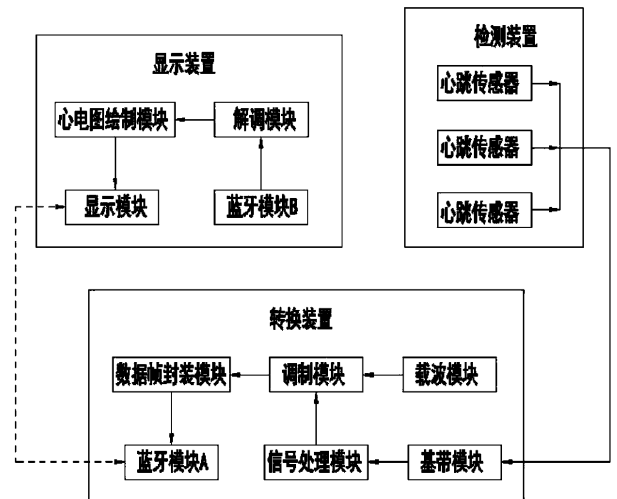 显示装置
心电图绘制模块
解调模块
显示模块
蓝牙模块B
检测装置
心跳传感器
心跳传感器
心跳传感器
转换装置
数据帧封装模块
调制模块
载波模块
蓝牙模块A
信号处理模块
基带模块